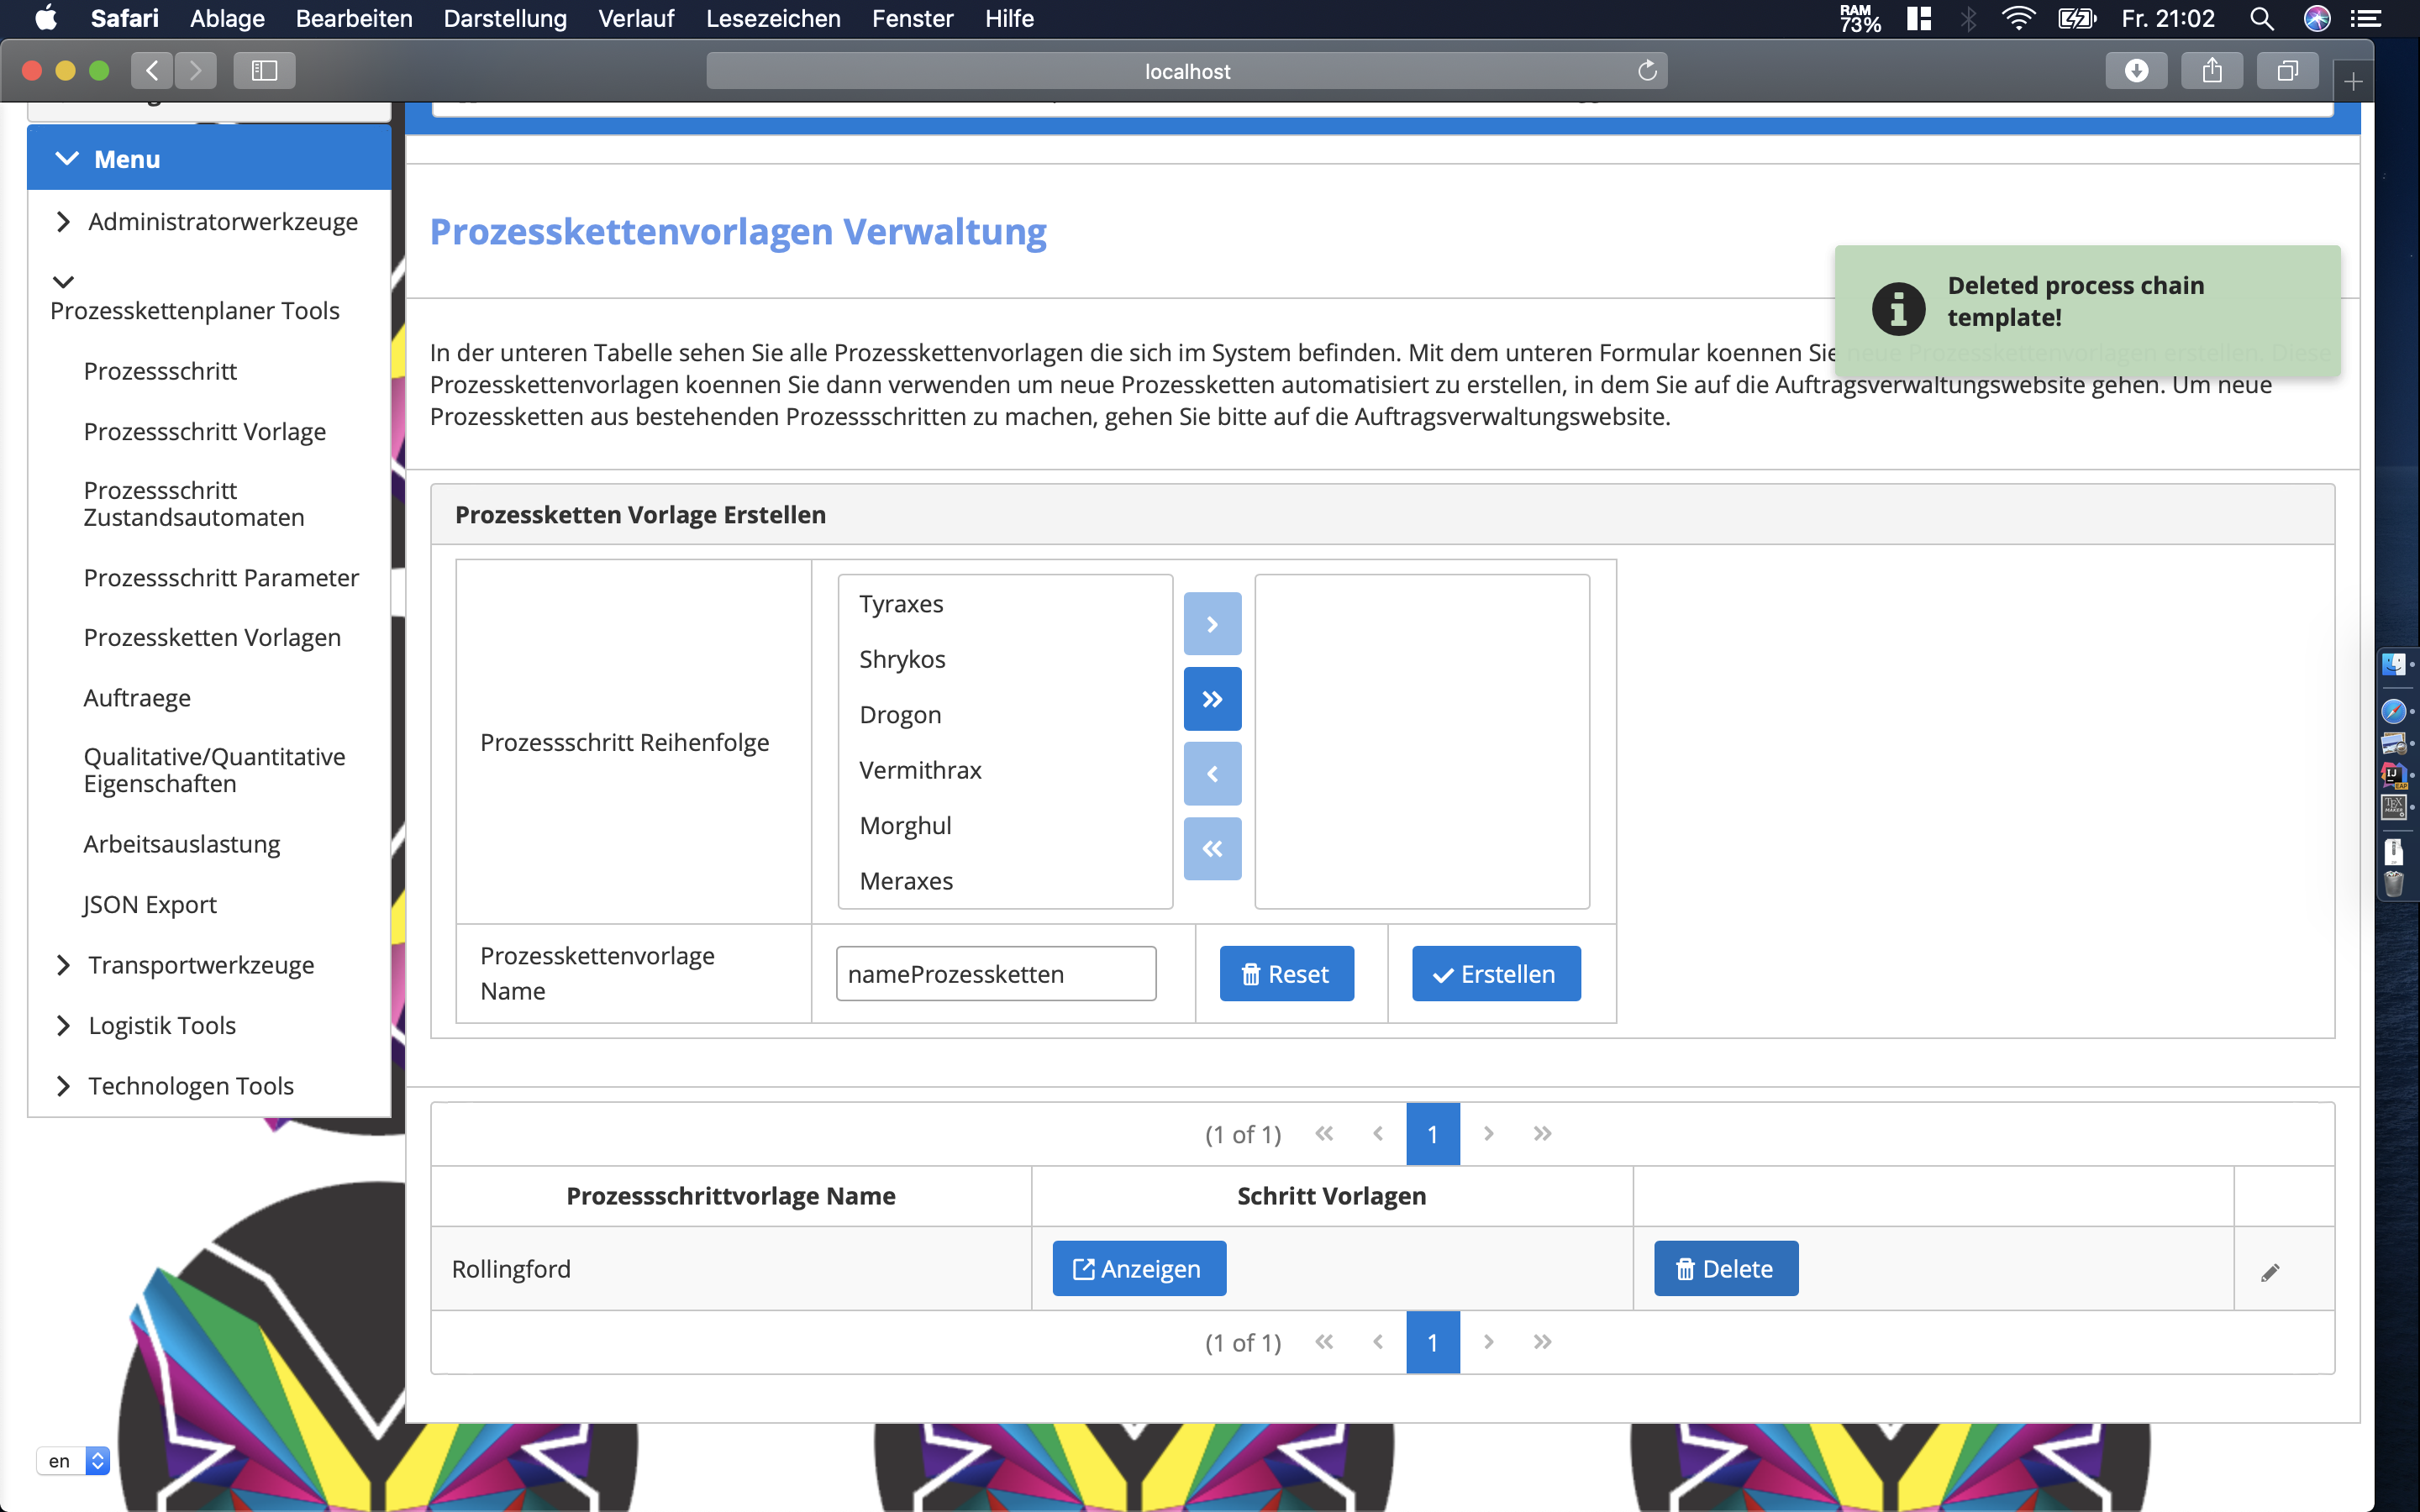 Safari Ablage Bearbeiten Darstellung Verlauf Lesezeichen Fenster Hilfe
RAM
73%
Fr. 21:02
localhost
Menu
Administratorwerkzeuge
Prozesskettenplaner Tools
Prozessschritt
Prozessschritt Vorlage
Prozessschritt
Zustandsautomaten
Prozessschritt Parameter
Prozessketten Vorlagen
Auftraege
Qualitative/Quantitative
Eigenschaften
Arbeitsauslastung
JSON Export
Transportwerkzeuge
Logistik Tools
Technologen Tools
en
Prozesskettenvorlagen Verwaltung
Deleted process chain
template!
In der unteren Tabelle sehen Sie alle Prozesskettenvorlagen die sich im System befinden. Mit dem unteren Formular koennen Sie neue Prozesskettenvorlagen erstellen. Diese
Prozesskettenvorlagen koennen Sie dann verwenden um neue Prozessketten automatisiert zu erstellen, in dem Sie auf die Auftragsverwaltungswebsite gehen. Um neue
Prozessketten aus bestehenden Prozessschritten zu machen, gehen Sie bitte auf die Auftragsverwaltungswebsite.
Prozessketten Vorlage Erstellen
Prozessschritt Reihenfolge
Tyraxes
Shrykos
Drogon
Vermithrax
Morghul
Meraxes
Prozesskettenvorlage
Name
nameProzessketten
Reset
Erstellen
(1 of 1) 1
Prozessschrittvorlage Name Schritt Vorlagen
Rollingford Anzeigen Delete
(1 of 1) 1